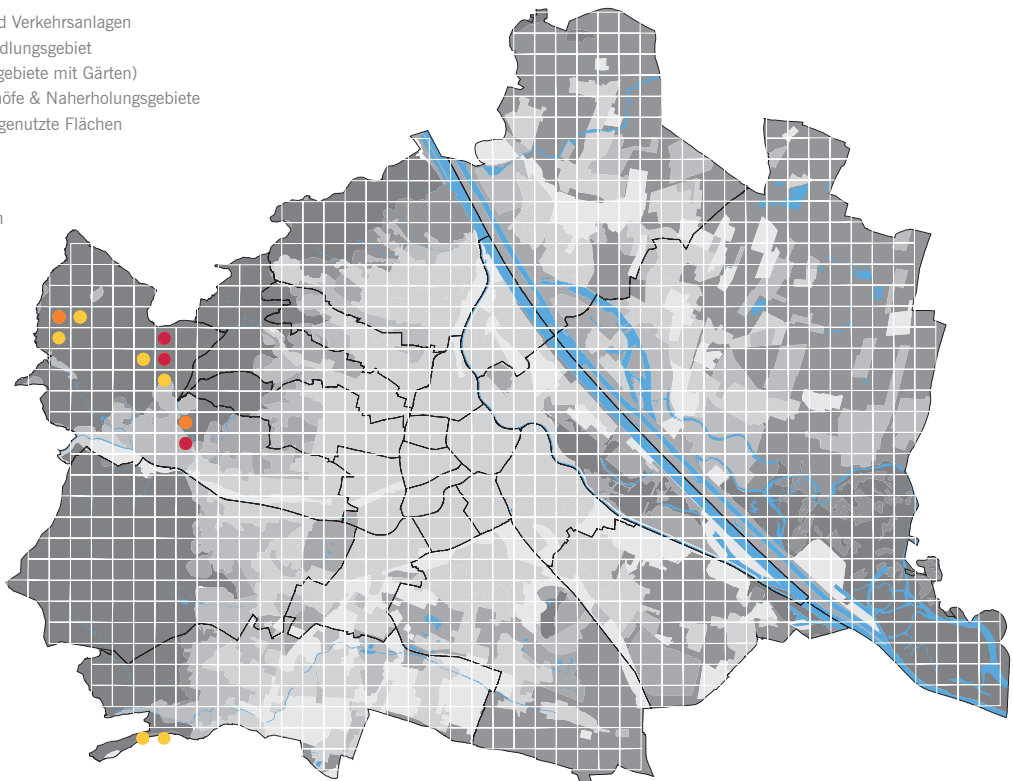 d Verkehrsanlagen
dlungsgebiet
gebiete mit Gärten)
höfe & Naherholungsgebiete
genutzte Flächen
n